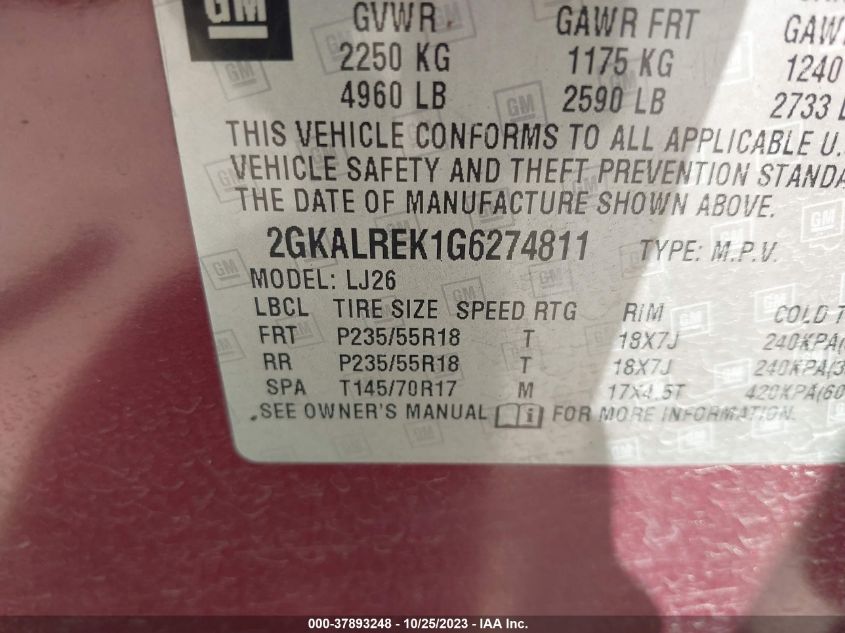 GM
GVWR GAWR FRT
2250 KG 1175 KG 1240
4960 LB 2590 LB 2733
THIS VEHICLE CONFORMS TO ALL APPLICABLE U.
VEHICLE SAFETY AND THEFT PREVENTION STANDA
THE DATE OF MANUFACTURE SHOWN ABOVE.
2GKALREK1G6274811 TYPE: M.P.V.
MODEL: LJ26
LBCL TIRE SIZE SPEED RTG RIM COLD T
FRT P235/55R18 T 18X7J 240KPA(
RR P235/55R18 T 18X7J 240KPA(3
SPA T145/70R17 M 17X4.5T 420KPA(60
SEE OWNER'S MANUAL FOR MORE INFORMATION.
000-37893248 - 10/25/2023 - IAA Inc.